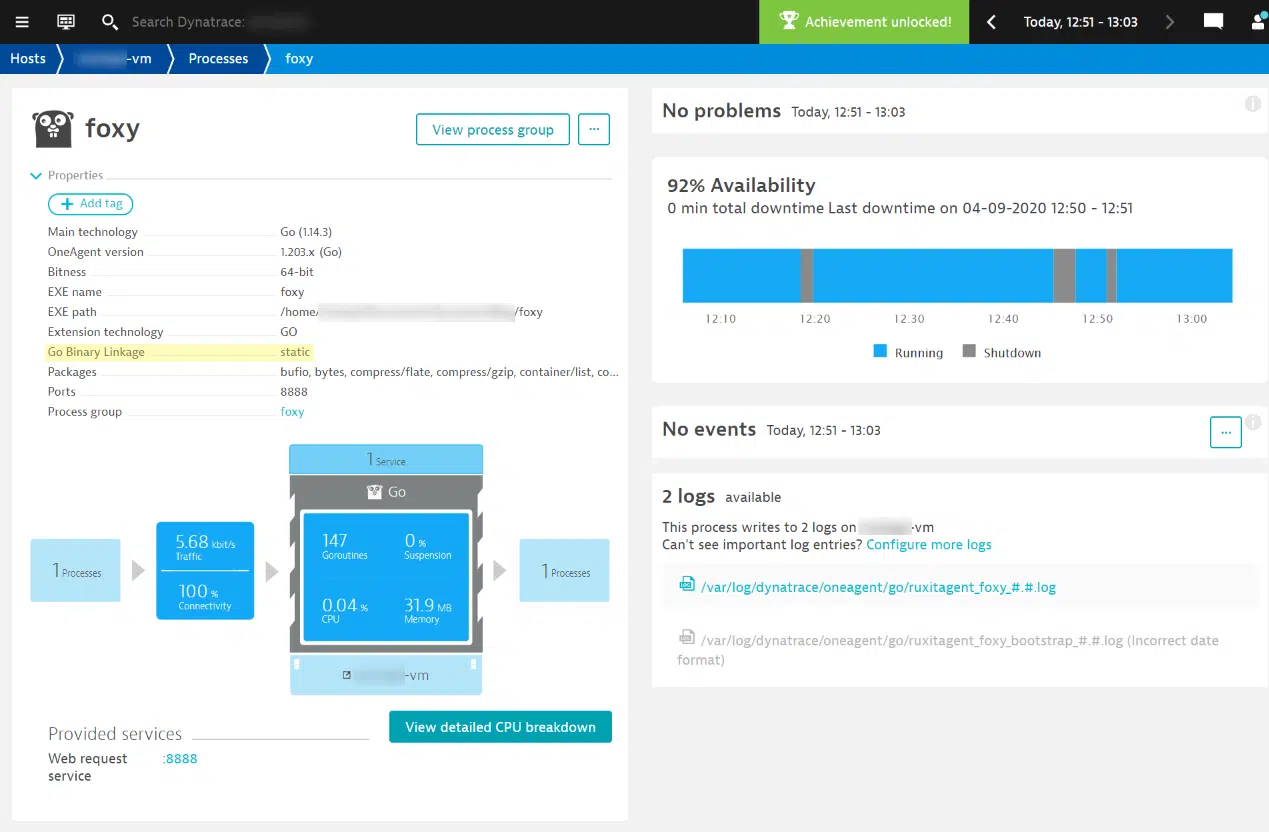 Search Dynatrace:
Achievement unlocked!
Today, 12:51 - 13:03
Hosts
-vm
Processes
foxy
foxy
View process group
...
Properties
Add tag
Main technology Go (1.14.3)
OneAgent version 1.203.x (Go)
Bitness 64-bit
EXE name foxy
EXE path /home/ /foxy
Extension technology GO
Go Binary Linkage static
Packages bufio, bytes, compress/flate, compress/gzip, container/list, co...
Ports 8888
Process group foxy
1 Service
Go
147
Goroutines
0 %
Suspension
0.04 %
CPU
31.9 MB
Memory
1 Processes
5.68 kbit/s
Traffic
100 %
Connectivity
1 Processes
-vm
Provided services
View detailed CPU breakdown
Web request
service
:8888
No problems Today, 12:51 - 13:03
92% Availability
0 min total downtime Last downtime on 04-09-2020 12:50 - 12:51
12:10 12:20 12:30 12:40 12:50 13:00
Running Shutdown
No events Today, 12:51 - 13:03
...
2 logs available
This process writes to 2 logs on -vm
Can't see important log entries? Configure more logs
/var/log/dynatrace/oneagent/go/ruxitagent_foxy_#.#.log
/var/log/dynatrace/oneagent/go/ruxitagent_foxy_bootstrap_#.#.log (Incorrect date
format)